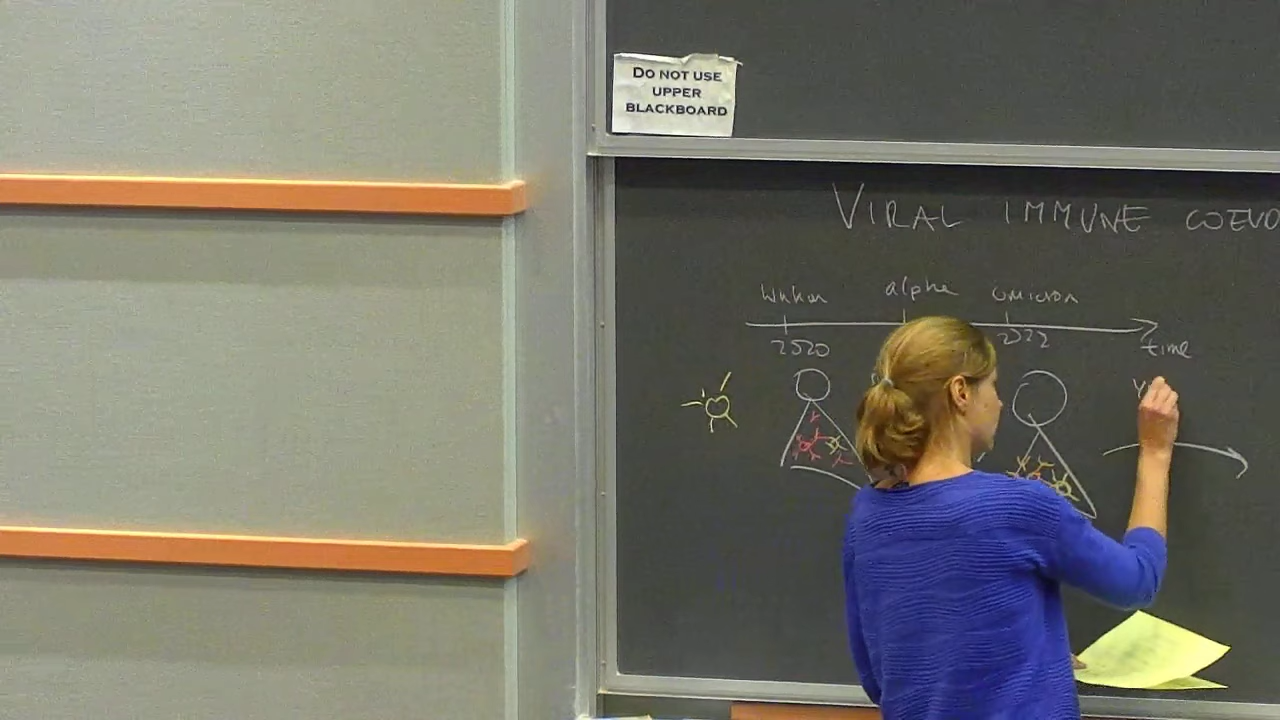 DO NOT USE
UPPER
BLACKBOARD
VIRAL IMMUNE COEVO
Wuhan alpha omicron
2020 2022 time